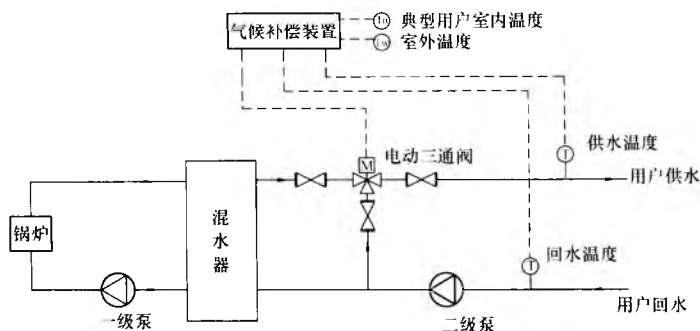 气候补偿装置
tn 典型用户室内温度
tw 室外温度
电动三通阀
M
供水温度
T
用户供水
锅炉
混水器
回水温度
T
一级泵
二级泵
用户回水